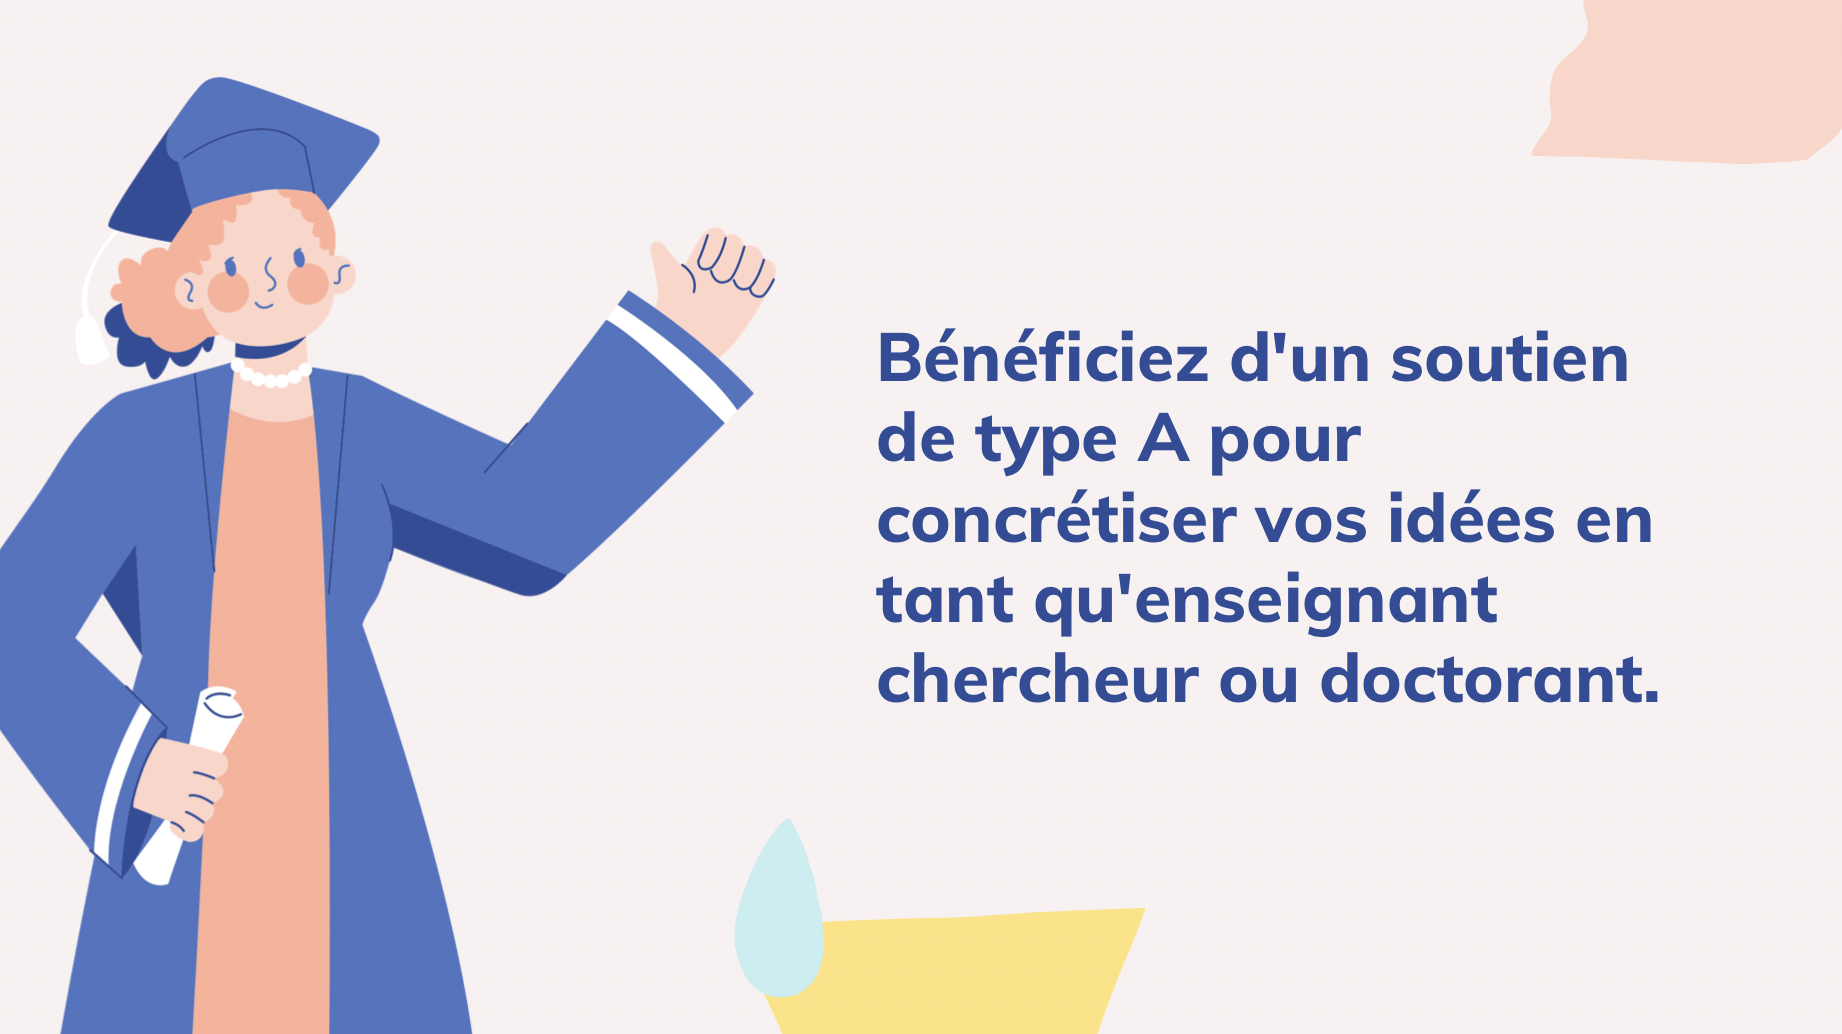 Bénéficiez d'un soutien
de type A pour
concrétiser vos idées en
tant qu'enseignant
chercheur ou doctorant.